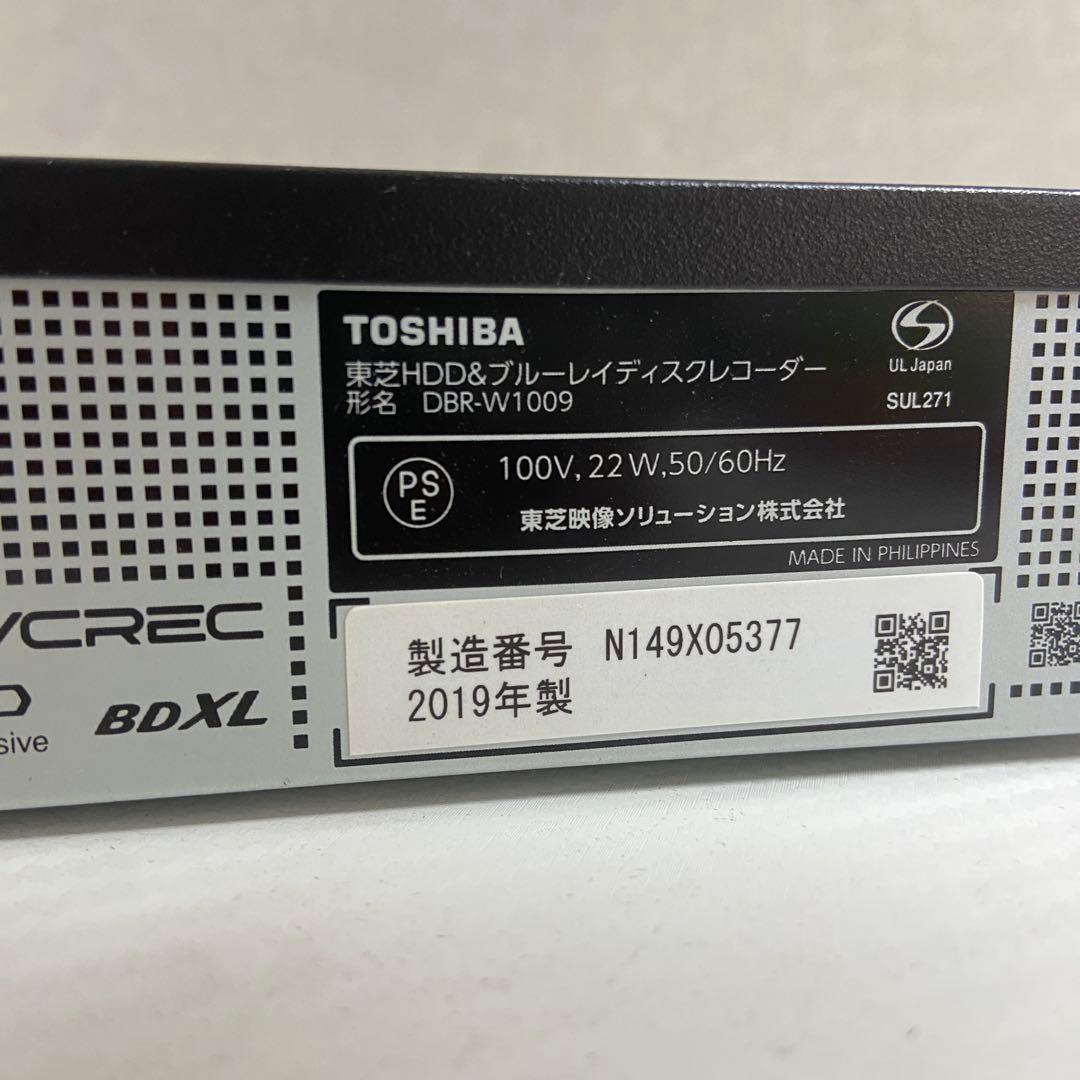 TOSHIBA
東芝HDD&ブルーレイディスクレコーダー
形名 DBR-W1009
UL Japan
SUL271
PS
E
100V, 22W, 50/60Hz
東芝映像ソリューション株式会社
MADE IN PHILIPPINES
VCREC
BDXL
sive
製造番号 N149X05377
2019年製